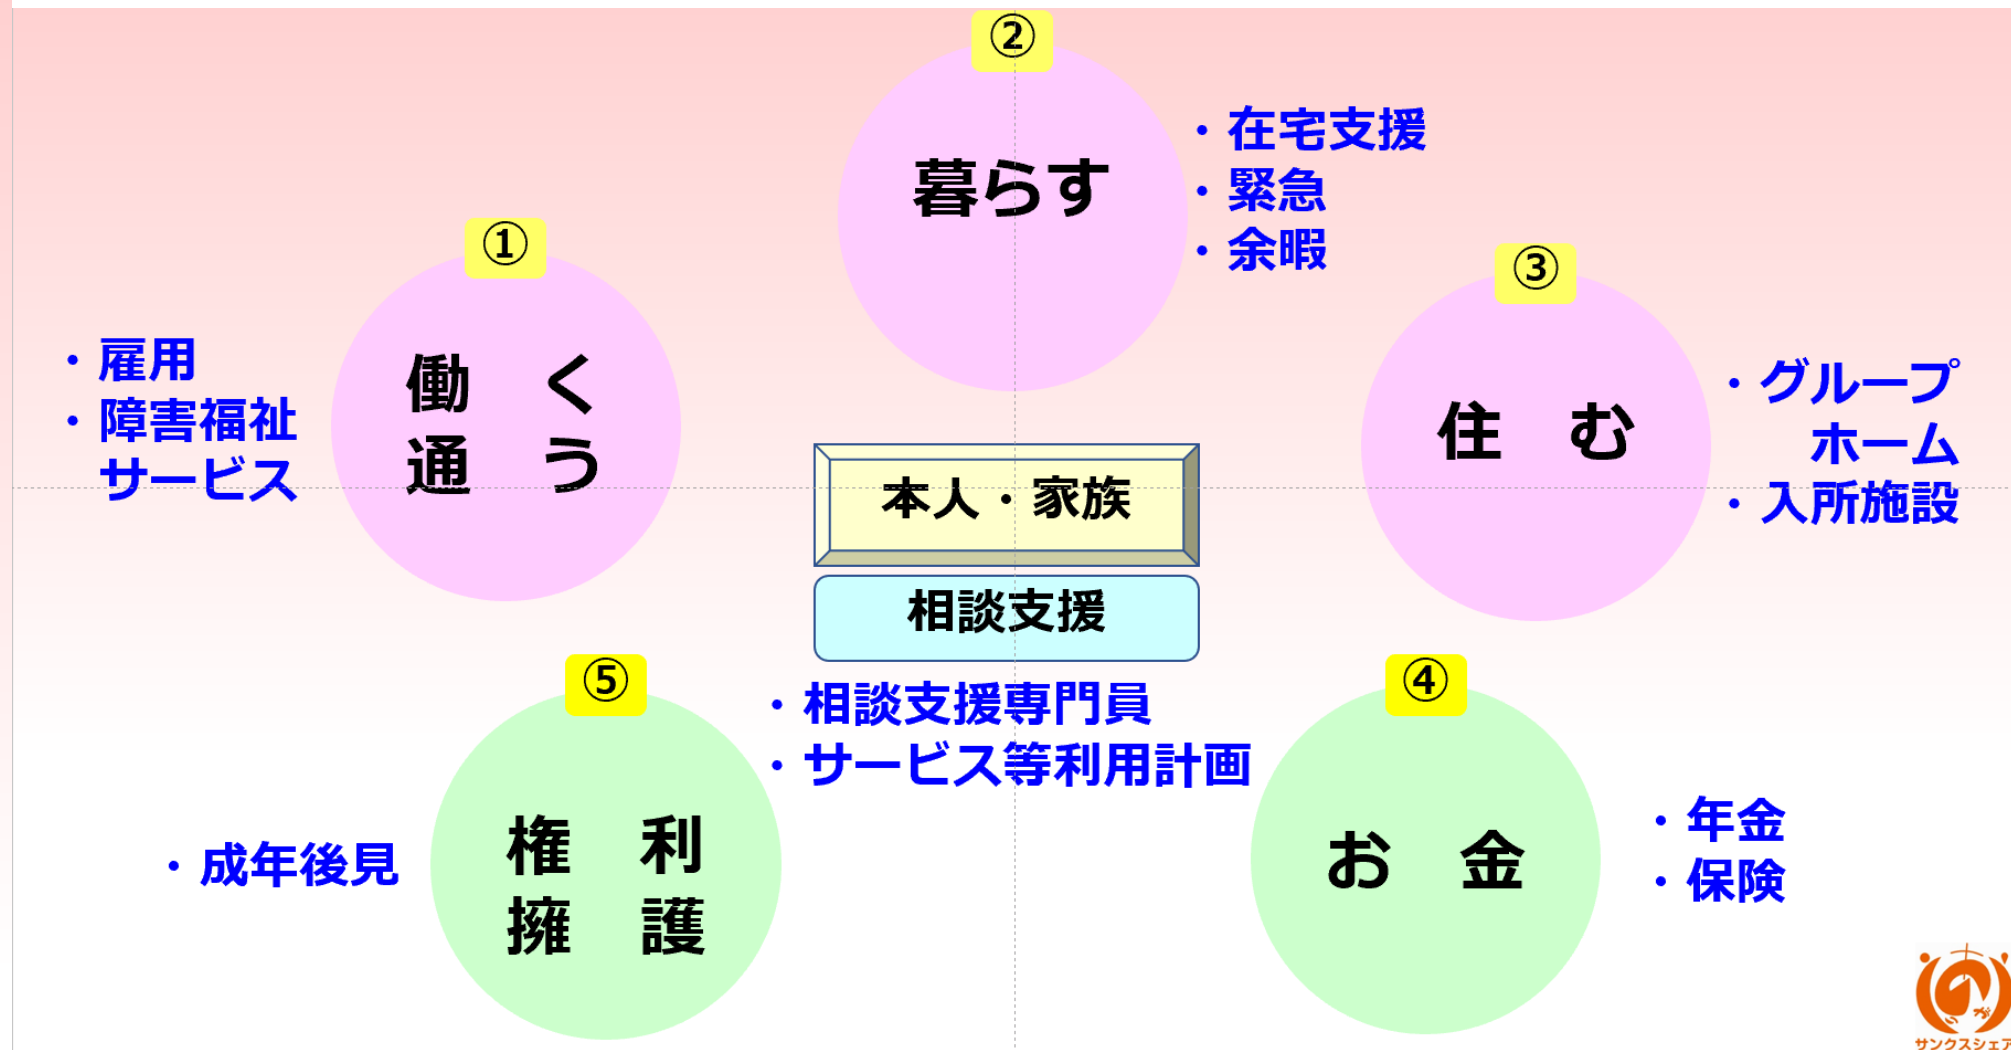 ②
暮らす
・在宅支援
・緊急
・余暇
①
働　く
通　う
・雇用
・障害福祉
サービス
③
住　む
・グループ
ホーム
・入所施設
本人・家族
相談支援
・相談支援専門員
・サービス等利用計画
⑤
権　利
擁　護
・成年後見
④
お　金
・年金
・保険
サンクスシェア